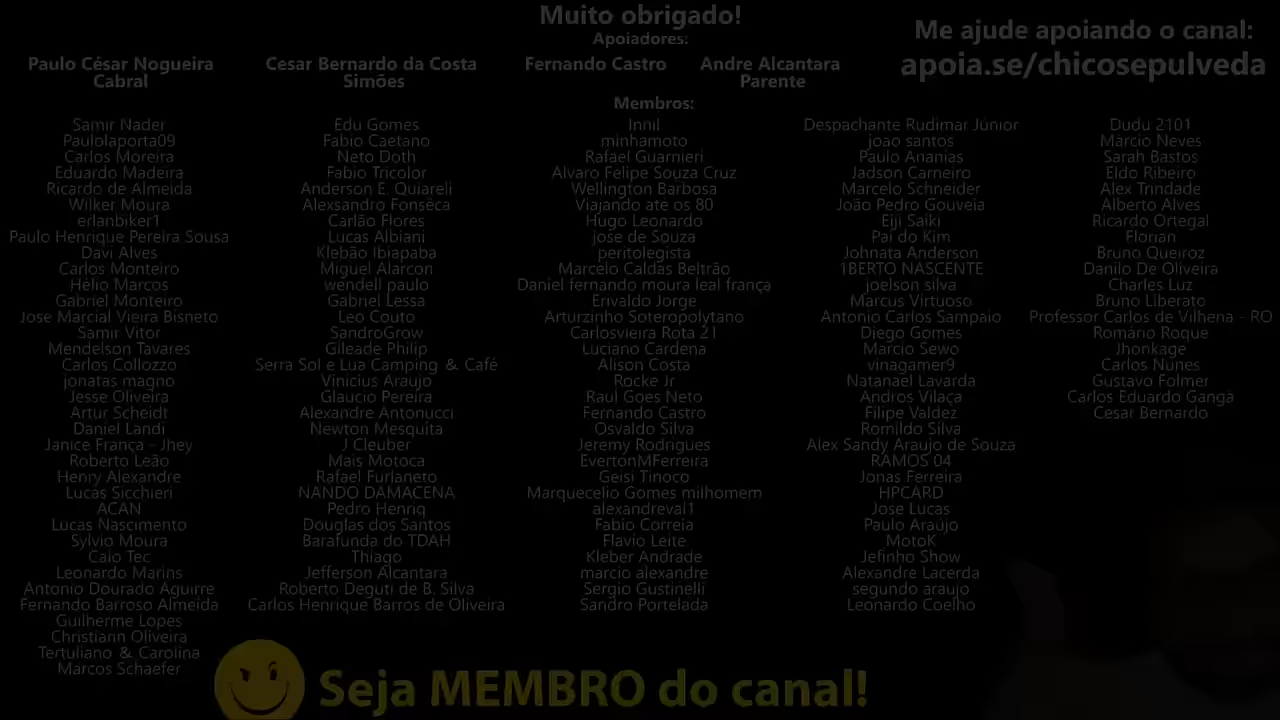 Muito obrigado!
Apoiadores:
Me ajude apoiando o canal:
apoia.se/chicosepulveda
Paulo César Nogueira
Cabral
Cesar Bernardo da Costa
Simões
Fernando Castro
Andre Alcantara
Parente
Membros:
Samir Nader
Paulolaporta09
Carlos Moreira
Eduardo Madeira
Ricardo de Almeida
Wilker Moura
erlanbiker1
Paulo Henrique Pereira Sousa
Davi Alves
Carlos Monteiro
Hélio Marcos
Gabriel Monteiro
Jose Marcial Vieira Bisneto
Samir Vitor
Mendelson Tavares
Carlos Collozzo
jonatas magno
Jesse Oliveira
Artur Scheidt
Daniel Landi
Janice França - Jhey
Roberto Leão
Henry Alexandre
Lucas Sicchieri
ACAN
Lucas Nascimento
Sylvio Moura
Caio Tec
Leonardo Marins
Antonio Dourado Aguirre
Fernando Barroso Almeida
Guilherme Lopes
Christiann Oliveira
Tertuliano & Carolina
Marcos Schaefer
Edu Gomes
Fabio Caetano
Neto Doth
Fabio Tricolor
Anderson E. Quiareli
Alexsandro Fonsêca
Carlão Flores
Lucas Albiani
Klebão Ibiapaba
Miguel Alarcon
wendell paulo
Gabriel Lessa
Leo Couto
SandroGrow
Gileade Philip
Serra Sol e Lua Camping & Café
Vinicius Araujo
Glaucio Pereira
Alexandre Antonucci
Newton Mesquita
J Cleuber
Mais Motoca
Rafael Furlaneto
NANDO DAMACENA
Pedro Henriq
Douglas dos Santos
Barafunda do TDAH
Thiago
Jefferson Alcantara
Roberto Deguti de B. Silva
Carlos Henrique Barros de Oliveira
Innil
minhamoto
Rafael Guarnieri
Alvaro Felipe Souza Cruz
Wellington Barbosa
Viajando até os 80
Hugo Leonardo
jose de Souza
peritolegista
Marcelo Caldas Beltrão
Daniel fernando moura leal frança
Erivaldo Jorge
Arturzinho Soteropolytano
Carlosvieira Rota 21
Luciano Cardena
Alison Costa
Rocke Jr
Raul Goes Neto
Fernando Castro
Osvaldo Silva
Jeremy Rodrigues
EvertonMFerreira
Geisi Tinoco
Marquecelio Gomes milhomem
alexandreval1
Fabio Correia
Flavio Leite
Kleber Andrade
marcio alexandre
Sergio Gustinelli
Sandro Portelada
Despachante Rudimar Júnior
joao santos
Paulo Ananias
Jadson Carneiro
Marcelo Schneider
João Pedro Gouveia
Eiji Saiki
Pai do Kim
Johnata Anderson
1BERTO NASCENTE
joelson silva
Marcus Virtuoso
Antonio Carlos Sampaio
Diego Gomes
Marcio Sewo
vinagamer9
Natanael Lavarda
Andros Vilaça
Filipe Valdez
Romildo Silva
Alex Sandy Araujo de Souza
RAMOS 04
Jonas Ferreira
HPCARD
Jose Lucas
Paulo Araújo
MotoK
Jefinho Show
Alexandre Lacerda
segundo araujo
Leonardo Coelho
Dudu 2101
Marcio Neves
Sarah Bastos
Eldo Ribeiro
Alex Trindade
Alberto Alves
Ricardo Ortegal
Florian
Bruno Queiroz
Danilo De Oliveira
Charles Luz
Bruno Liberato
Professor Carlos de Vilhena - RO
Romário Roque
Jhonkage
Carlos Nunes
Gustavo Folmer
Carlos Eduardo Ganga
Cesar Bernardo
Seja MEMBRO do canal!